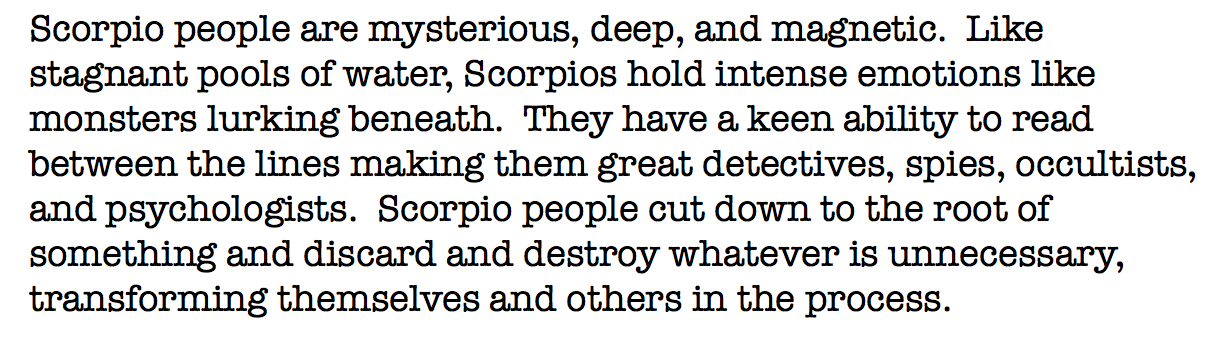 Scorpio people are mysterious, deep, and magnetic.  Like
stagnant pools of water, Scorpios hold intense emotions like
monsters lurking beneath.  They have a keen ability to read
between the lines making them great detectives, spies, occultists,
and psychologists.  Scorpio people cut down to the root of
something and discard and destroy whatever is unnecessary,
transforming themselves and others in the process.